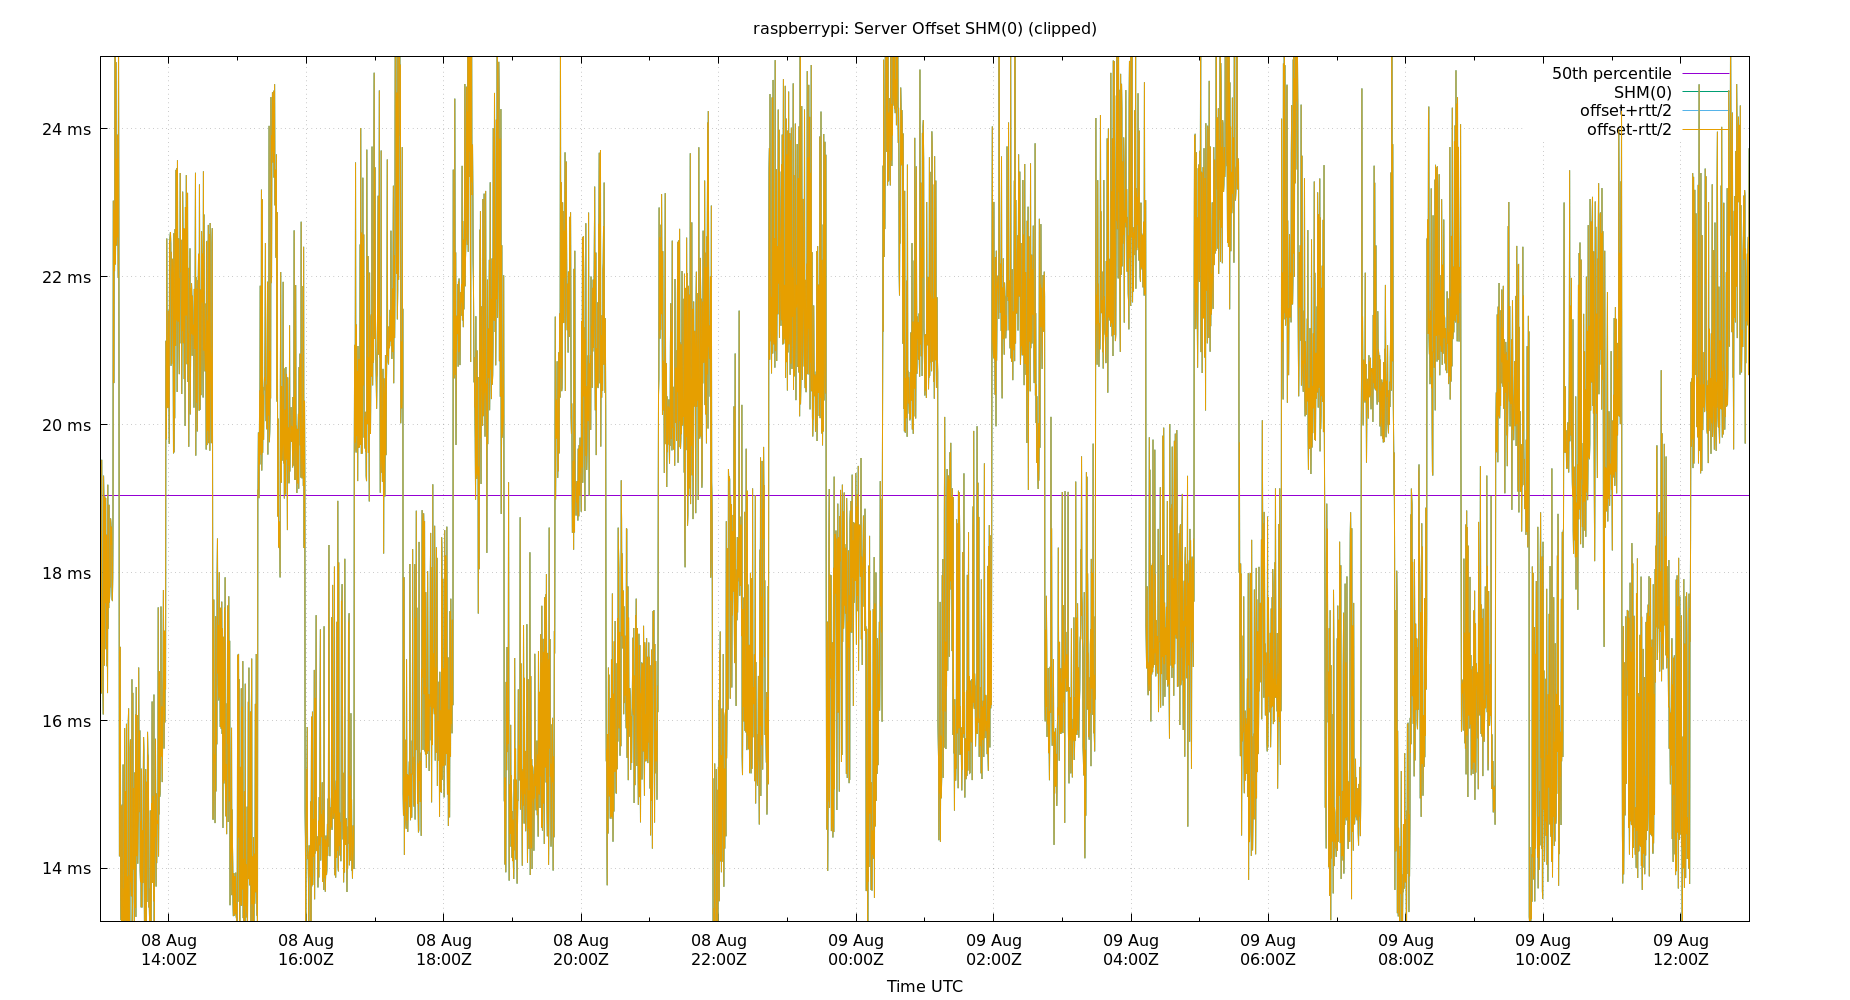 raspberrypi: Server Offset SHM(0) (clipped)
50th percentile
SHM(0)
offset+rtt/2
offset-rtt/2
24 ms
22 ms
20 ms
18 ms
16 ms
14 ms
08 Aug 08 Aug 08 Aug 08 Aug 08 Aug 09 Aug 09 Aug 09 Aug 09 Aug 09 Aug 09 Aug 09 Aug
14:00Z 16:00Z 18:00Z 20:00Z 22:00Z 00:00Z 02:00Z 04:00Z 06:00Z 08:00Z 10:00Z 12:00Z
Time UTC